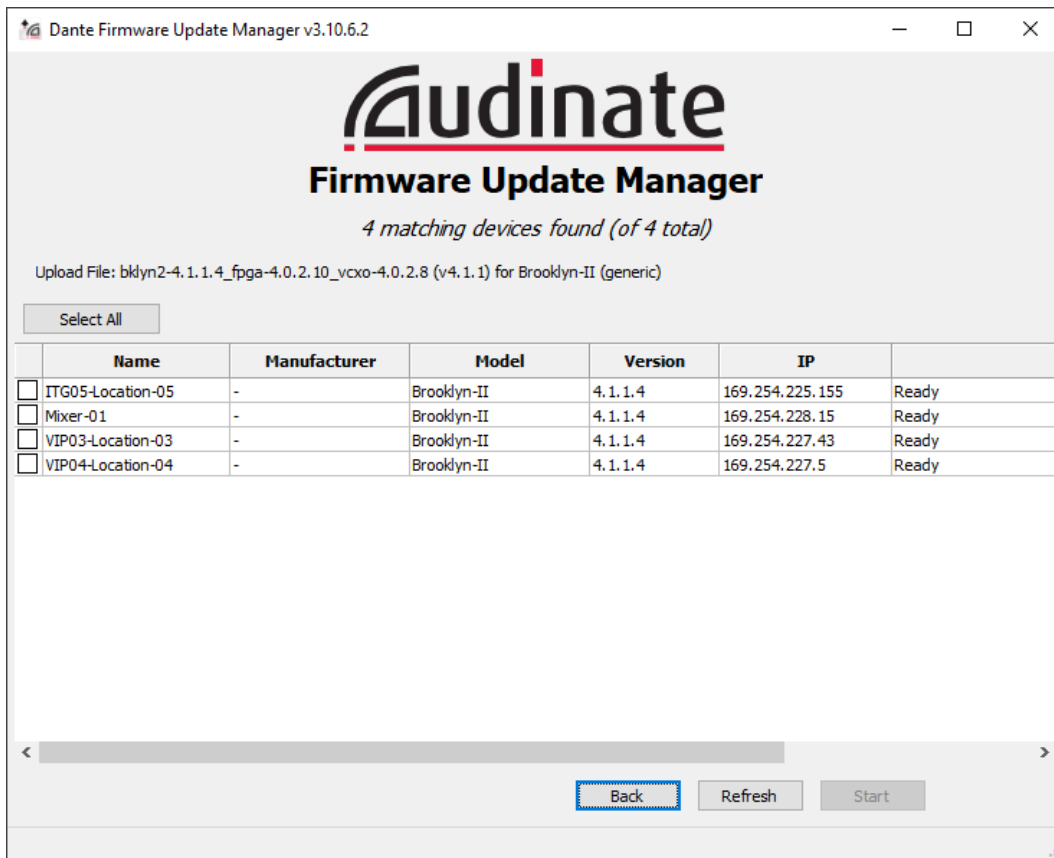 Dante Firmware Update Manager v3.10.6.2
Audinate
Firmware Update Manager
4 matching devices found (of 4 total)
Upload File: bklyn2-4.1.1.4_fpga-4.0.2.10_vcxo-4.0.2.8 (v4.1.1) for Brooklyn-II (generic)
Select All
Name Manufacturer Model Version IP
ITG05-Location-05 - Brooklyn-II 4.1.1.4 169.254.225.155 Ready
Mixer-01 - Brooklyn-II 4.1.1.4 169.254.228.15 Ready
VIP03-Location-03 - Brooklyn-II 4.1.1.4 169.254.227.43 Ready
VIP04-Location-04 - Brooklyn-II 4.1.1.4 169.254.227.5 Ready
Back Refresh Start